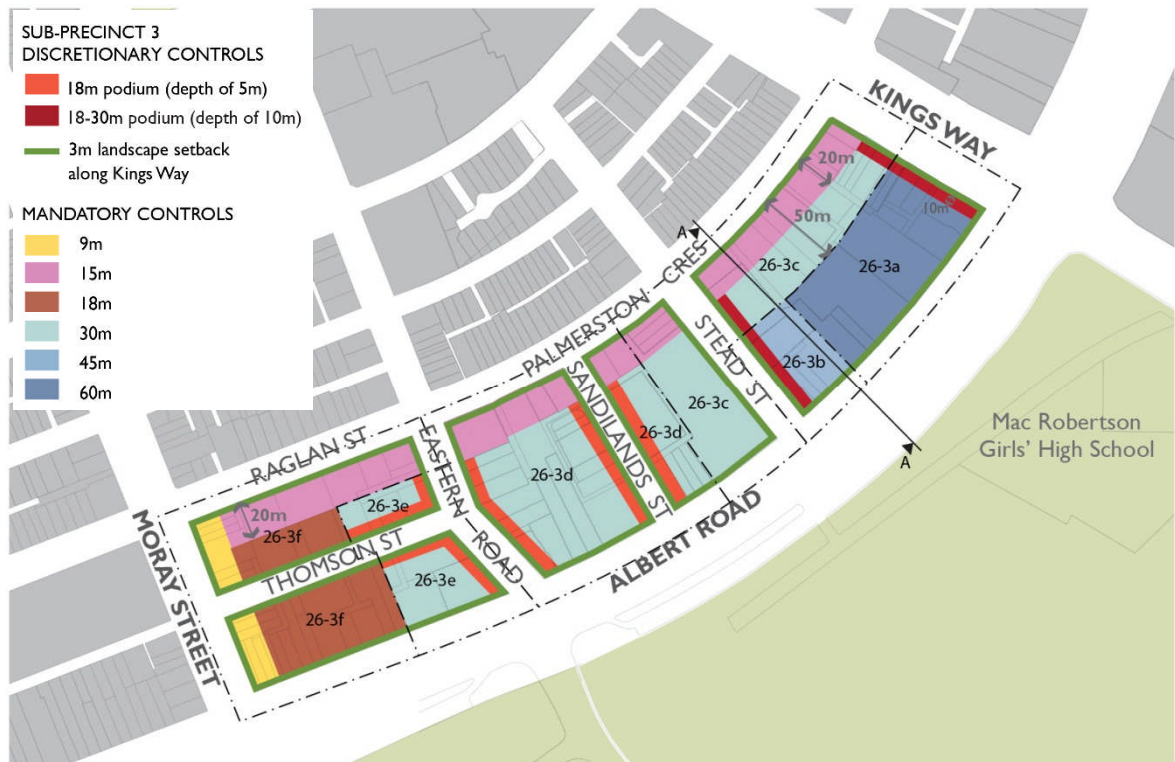 SUB-PRECINCT 3
DISCRETIONARY CONTROLS
18m podium (depth of 5m)
18-30m podium (depth of 10m)
3m landscape setback
along Kings Way
MANDATORY CONTROLS
9m
15m
18m
30m
45m
60m
KINGS WAY
20m
10m
50m
A
26-3c
26-3a
PALMERSTON CRES
STEAD ST
26-3b
SANDILANDS ST
26-3c
26-3d
A
Mac Robertson
Girls' High School
RAGLAN ST
EASTERN ROAD
26-3d
26-3e
20m
26-3f
THOMSON ST
MORAY STREET
26-3e
26-3f
ALBERT ROAD